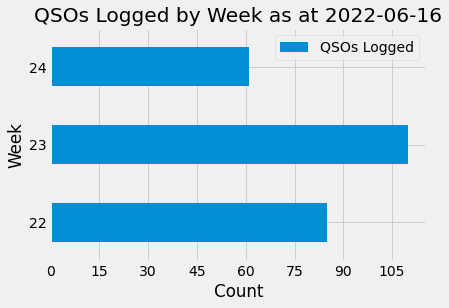 QSOs Logged by Week as at 2022-06-16
QSOs Logged
24
23
22
Week
0 15 30 45 60 75 90 105
Count